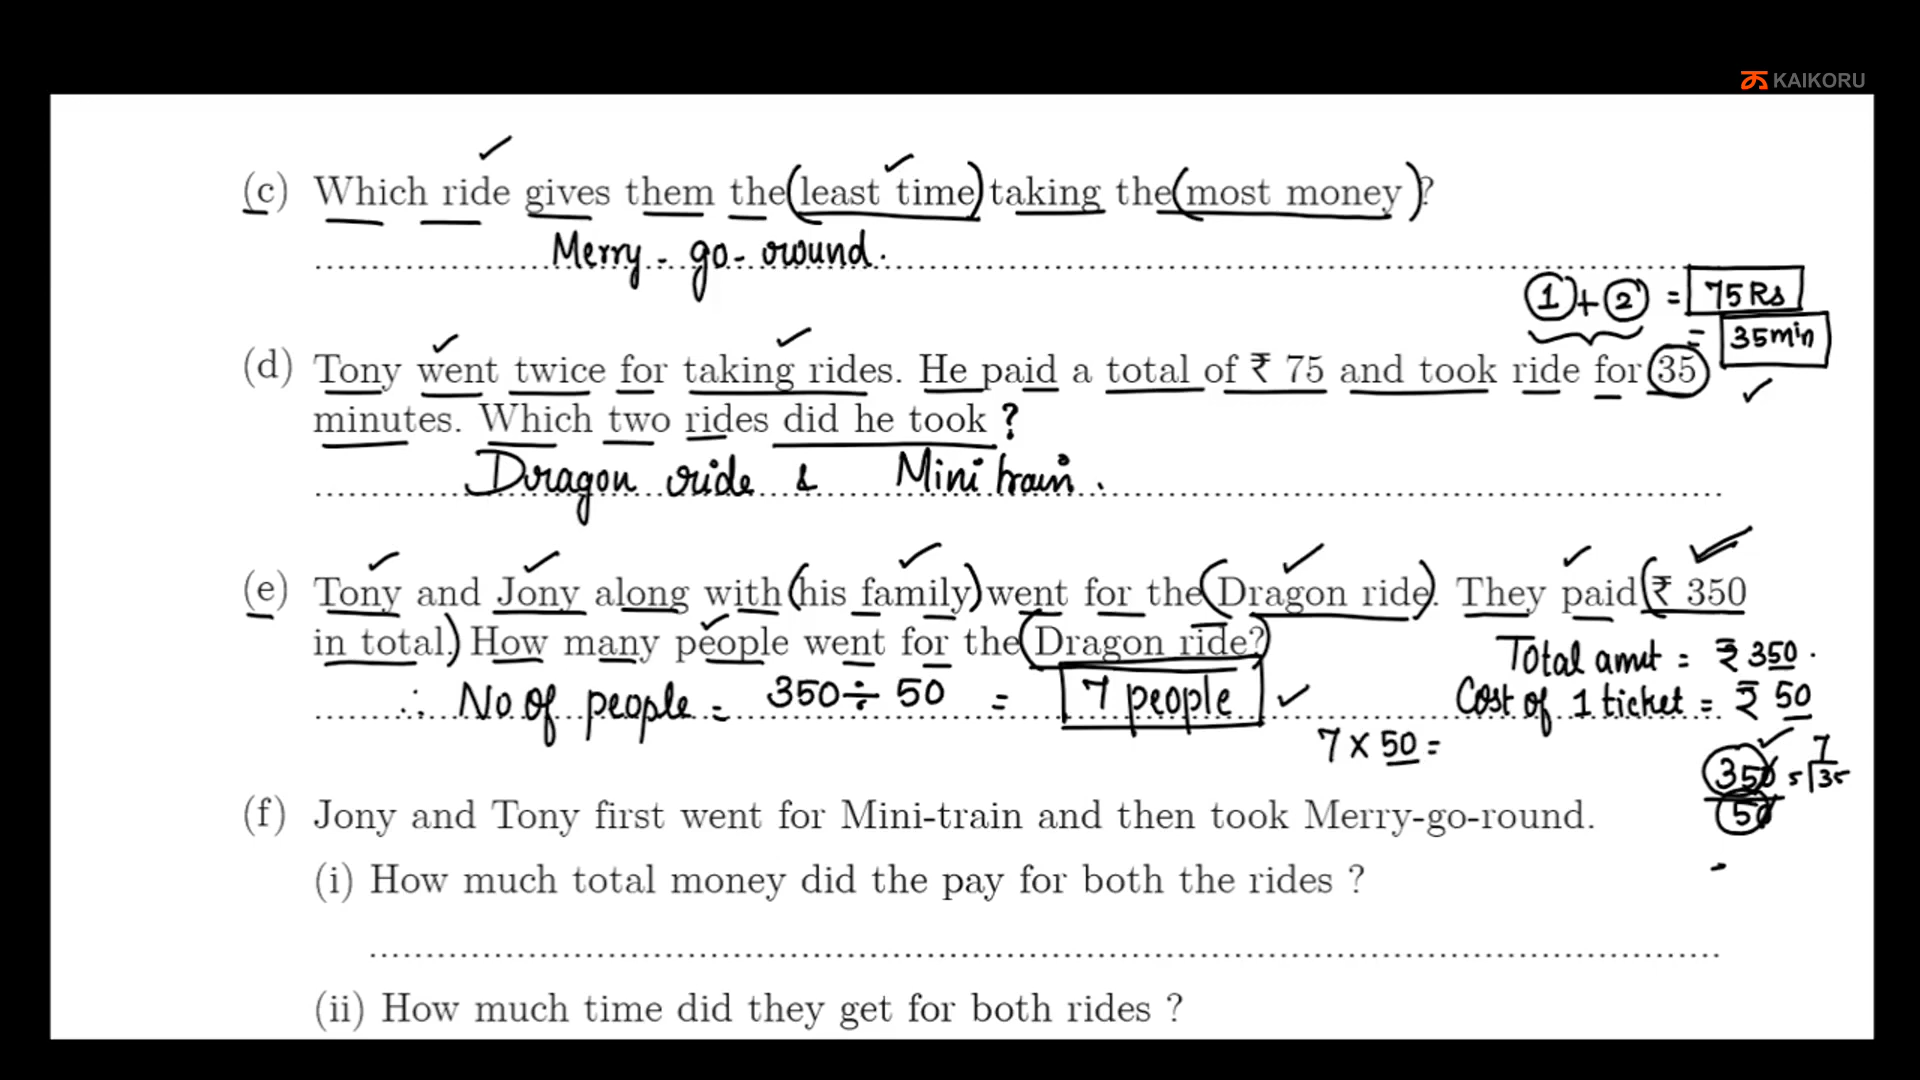 KAIKORU
(c) Which ride gives them the (least time) taking the (most money)?
Merry-go-round.
1 + 2 = 75 Rs
= 35 min
(d) Tony went twice for taking rides. He paid a total of ₹ 75 and took ride for 35
minutes. Which two rides did he took ?
Dragon ride & Mini train.
(e) Tony and Jony along with (his family) went for the (Dragon ride). They paid (₹ 350
in total.) How many people went for the (Dragon ride?)
Total amt = ₹ 350.
∴ No of people = 350 ÷ 50 = 7 people
Cost of 1 ticket = ₹ 50
7 x 50 =
350
50
7
5 35
(f) Jony and Tony first went for Mini-train and then took Merry-go-round.
(i) How much total money did the pay for both the rides ?
(ii) How much time did they get for both rides ?